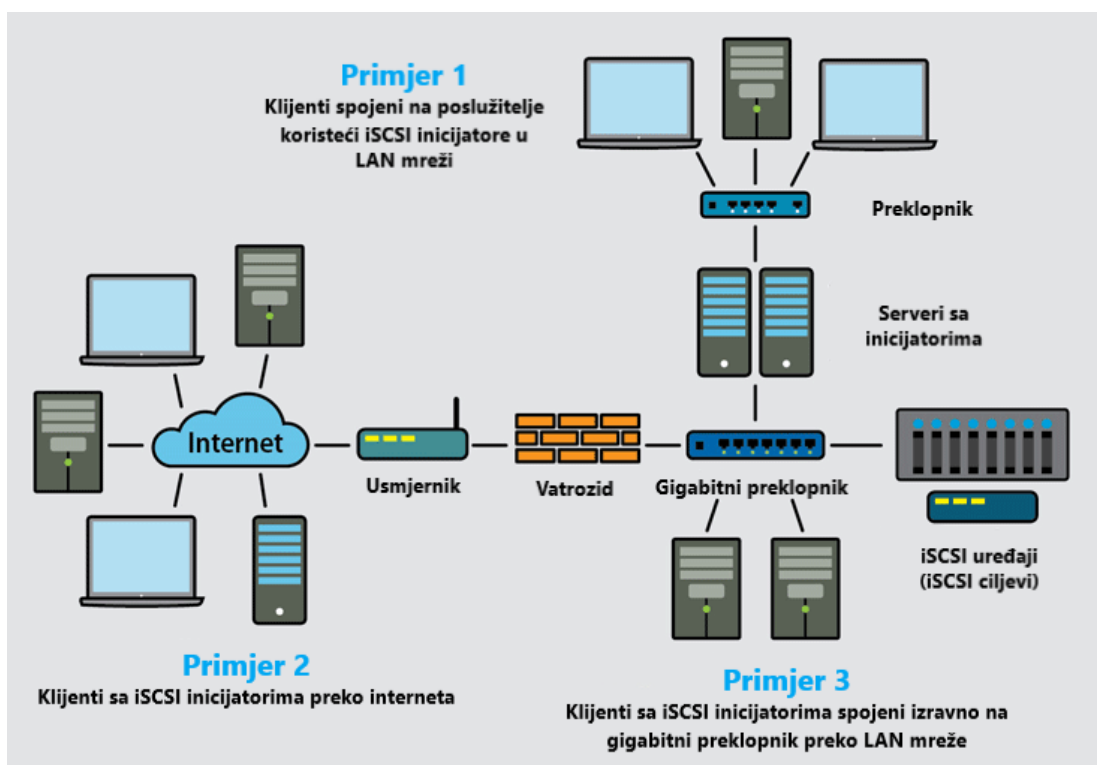 Primjer 1
Klijenti spojeni na poslužitelje
koristeći iSCSI inicijatore u
LAN mreži
Preklopnik
Serveri sa
inicijatorima
Internet
Usmjernik
Vatrozid
Gigabitni preklopnik
iSCSI uređaji
(iSCSI ciljevi)
Primjer 2
Klijenti sa iSCSI inicijatorima preko interneta
Primjer 3
Klijenti sa iSCSI inicijatorima spojeni izravno na
gigabitni preklopnik preko LAN mreže